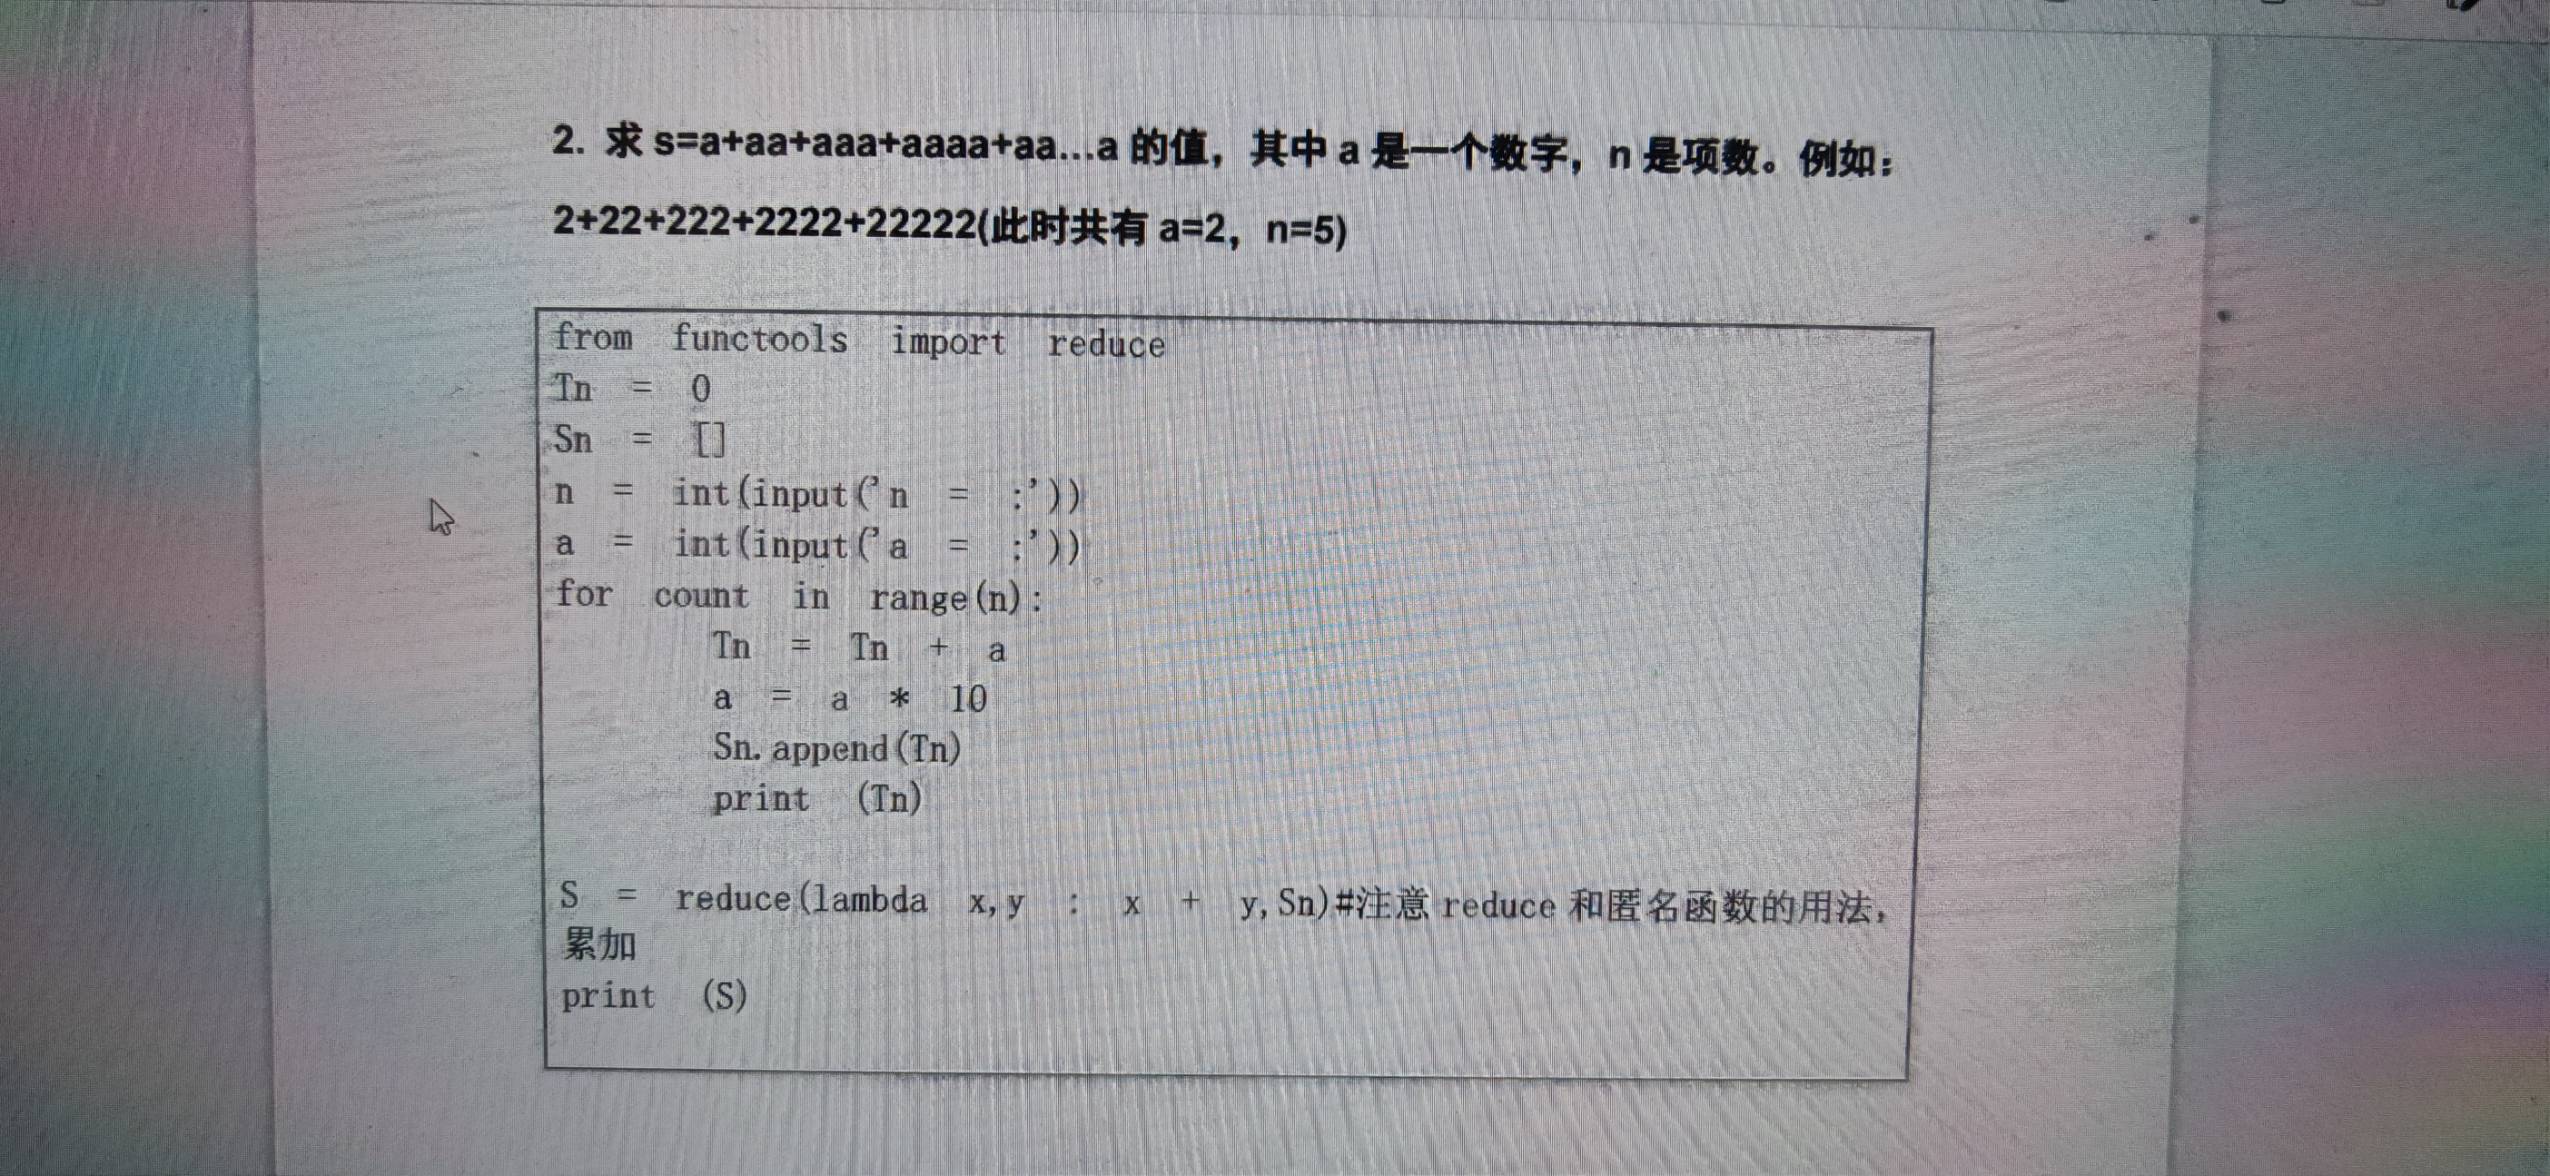 2. 求 s=a+aa+aaa+aaaa+aa...a 的值，其中 a 是一个数字，n 是项数。例如：
2+22+222+2222+22222(此时共有 a=2，n=5)
from functools import reduce
Tn = 0
Sn = []
n = int(input('n = :'))
a = int(input('a = :'))
for count in range(n):
Tn = Tn + a
a = a * 10
Sn.append(Tn)
print (Tn)
S = reduce(lambda x,y : x + y,Sn)#注意 reduce 和匿名函数的用法，
累加
print (S)